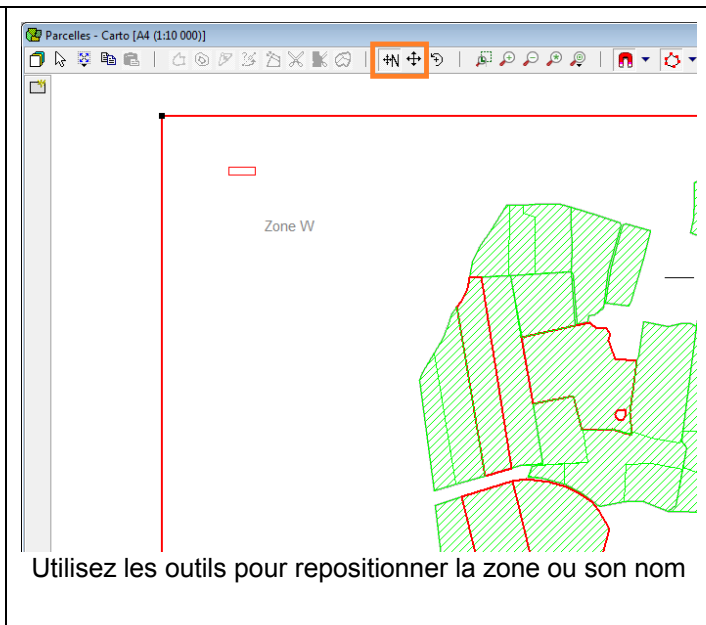 Parcelles - Carto [A4 (1:10 000)]
Zone W
Utilisez les outils pour repositionner la zone ou son nom